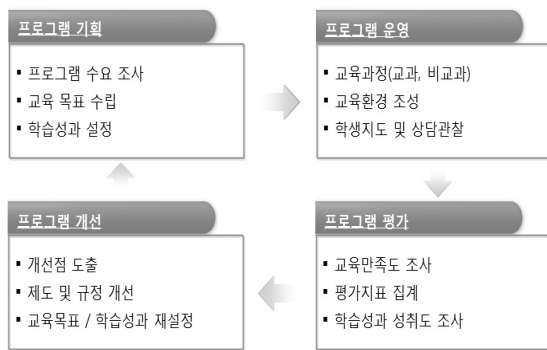 프로그램 기획
▪ 프로그램 수요 조사
▪ 교육 목표 수립
▪ 학습성과 설정
프로그램 운영
▪ 교육과정(교과, 비교과)
▪ 교육환경 조성
▪ 학생지도 및 상담관찰
프로그램 개선
▪ 개선점 도출
▪ 제도 및 규정 개선
▪ 교육목표 / 학습성과 재설정
프로그램 평가
▪ 교육만족도 조사
▪ 평가지표 집계
▪ 학습성과 성취도 조사